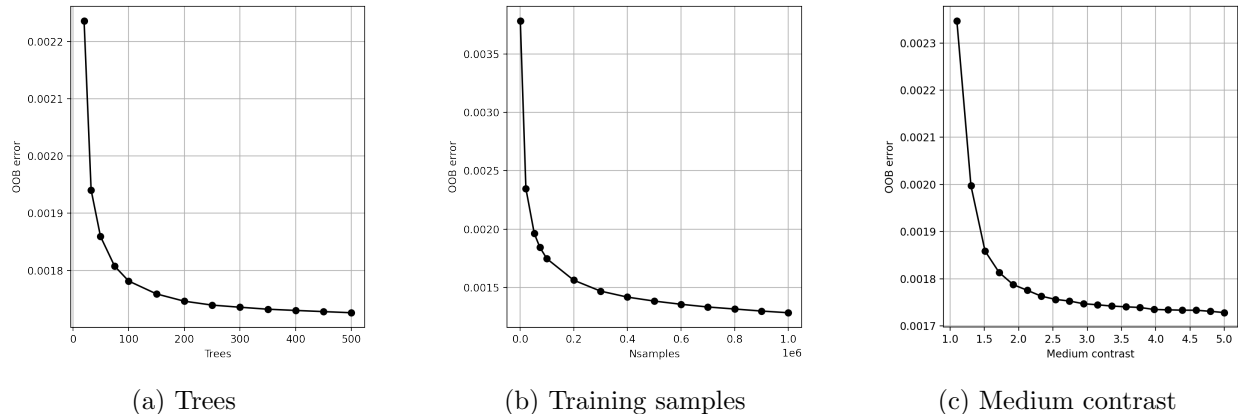 0.0022
0.0021
0.0020
0.0019
0.0018
OOB error
0 100 200 300 400 500
Trees
(a) Trees
0.0035
0.0030
0.0025
0.0020
0.0015
OOB error
0.0 0.2 0.4 0.6 0.8 1.0
1e6
Nsamples
(b) Training samples
0.0023
0.0022
0.0021
0.0020
0.0019
0.0018
0.0017
OOB error
1.0 1.5 2.0 2.5 3.0 3.5 4.0 4.5 5.0
Medium contrast
(c) Medium contrast